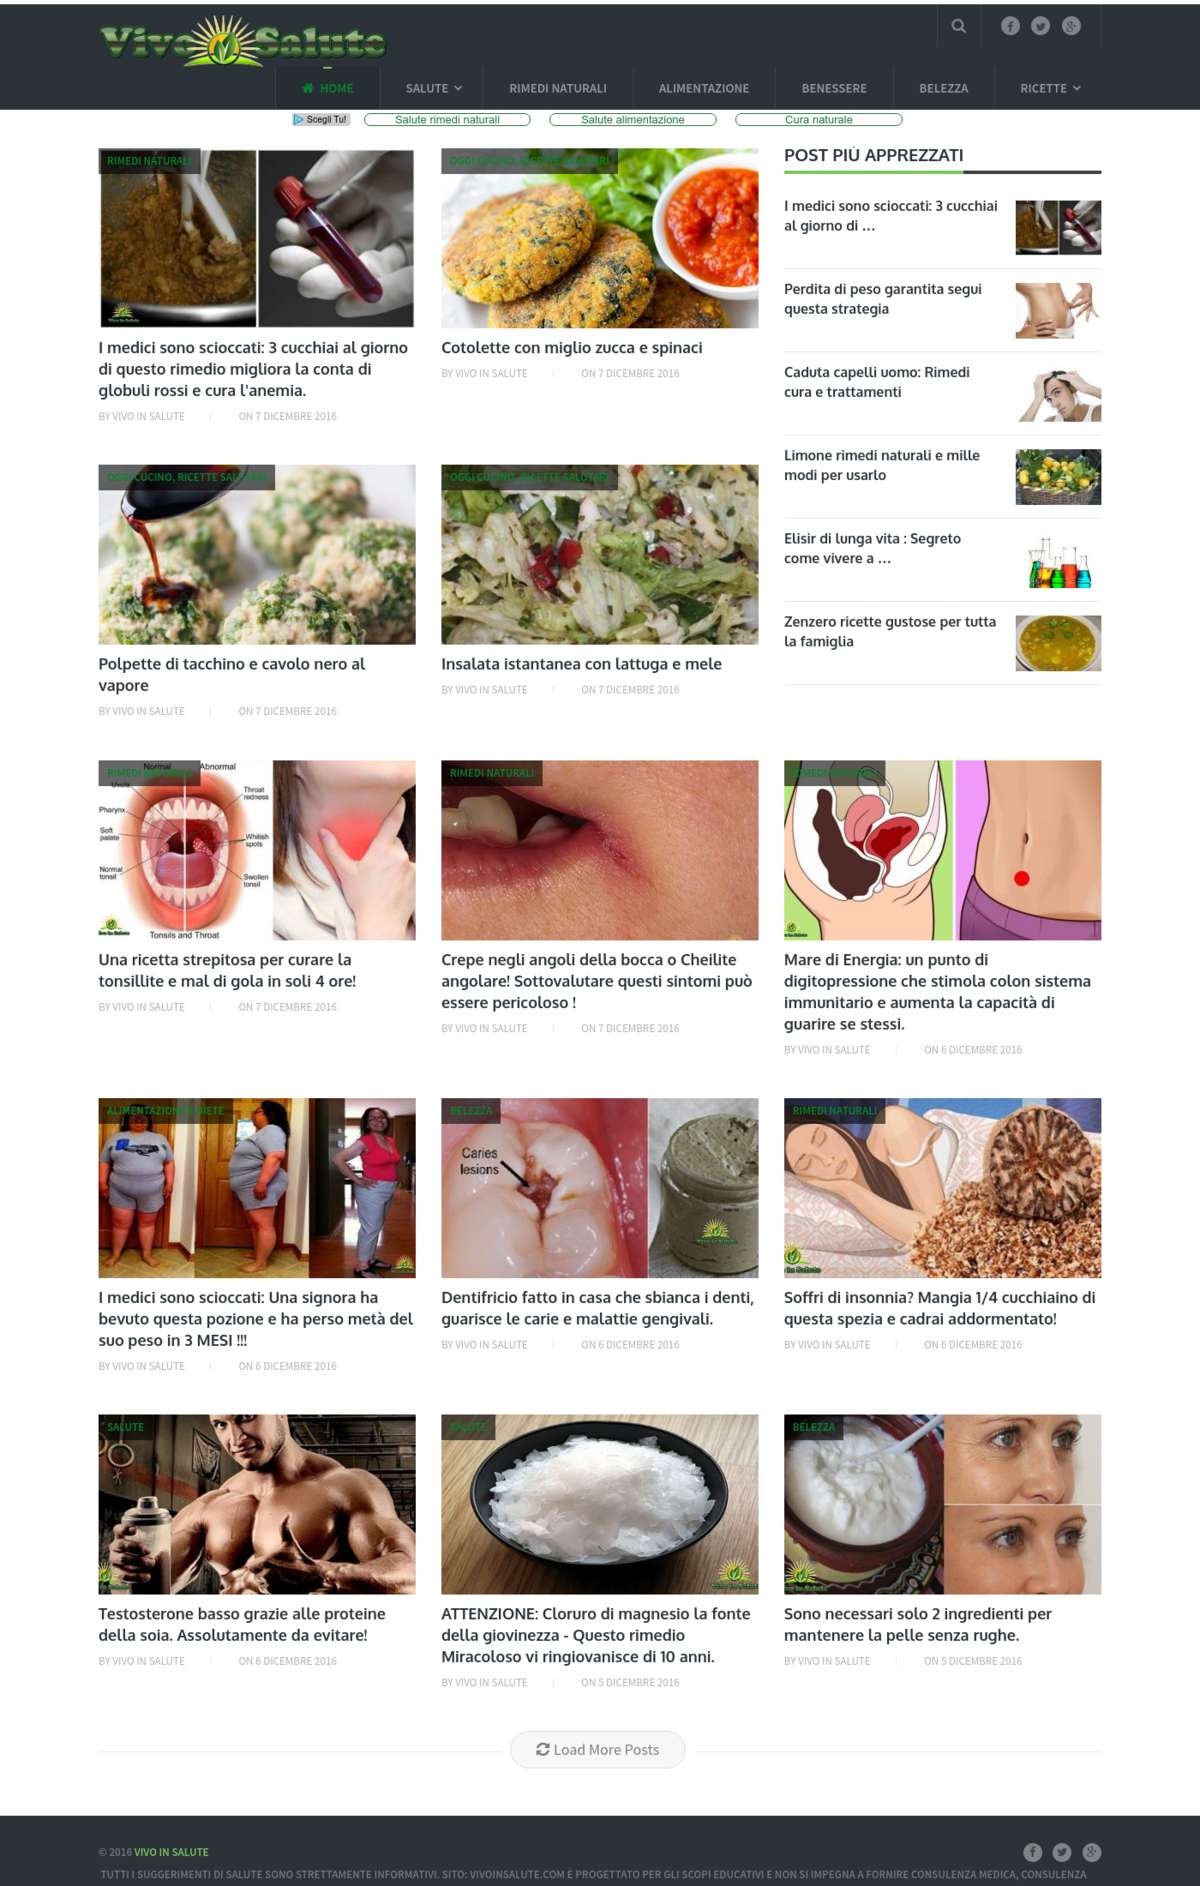 Vivo in Salute
HOME
SALUTE
RIMEDI NATURALI
ALIMENTAZIONE
BENESSERE
BELEZZA
RICETTE
Scegli Tu!
Salute rimedi naturali
Salute alimentazione
Cura naturale
RIMEDI NATURALI
I medici sono scioccati: 3 cucchiai al giorno
di questo rimedio migliora la conta di
globuli rossi e cura l'anemia.
BY VIVO IN SALUTE | ON 7 DICEMBRE 2016
OGGI CUCINO, RICETTE SALUTARI
Cotolette con miglio zucca e spinaci
BY VIVO IN SALUTE | ON 7 DICEMBRE 2016
POST PIÙ APPREZZATI
I medici sono scioccati: 3 cucchiai
al giorno di ...
Perdita di peso garantita segui
questa strategia
Caduta capelli uomo: Rimedi
cura e trattamenti
Limone rimedi naturali e mille
modi per usarlo
Elisir di lunga vita : Segreto
come vivere a ...
Zenzero ricette gustose per tutta
la famiglia
OGGI CUCINO, RICETTE SALUTARI
Polpette di tacchino e cavolo nero al
vapore
BY VIVO IN SALUTE | ON 7 DICEMBRE 2016
OGGI CUCINO, RICETTE SALUTARI
Insalata istantanea con lattuga e mele
BY VIVO IN SALUTE | ON 7 DICEMBRE 2016
RIMEDI NATURALI
Normal
Abnormal
Uvula
Throat
redness
Pharynx
Soft
palate
Whitish
spots
Normal
tonsil
Swollen
tonsil
Vivo in Salute
Tonsils and Throat
Una ricetta strepitosa per curare la
tonsillite e mal di gola in soli 4 ore!
BY VIVO IN SALUTE | ON 7 DICEMBRE 2016
RIMEDI NATURALI
Crepe negli angoli della bocca o Cheilite
angolare! Sottovalutare questi sintomi può
essere pericoloso !
BY VIVO IN SALUTE | ON 7 DICEMBRE 2016
RIMEDI NATURALI
Mare di Energia: un punto di
digitopressione che stimola colon sistema
immunitario e aumenta la capacità di
guarire se stessi.
BY VIVO IN SALUTE | ON 6 DICEMBRE 2016
ALIMENTAZIONE, DIETE
I medici sono scioccati: Una signora ha
bevuto questa pozione e ha perso metà del
suo peso in 3 MESI !!!
BY VIVO IN SALUTE | ON 6 DICEMBRE 2016
BELEZZA
Caries
lesions
Vivo in Salute
Dentifricio fatto in casa che sbianca i denti,
guarisce le carie e malattie gengivali.
BY VIVO IN SALUTE | ON 6 DICEMBRE 2016
RIMEDI NATURALI
Soffri di insonnia? Mangia 1/4 cucchiaino di
questa spezia e cadrai addormentato!
BY VIVO IN SALUTE | ON 6 DICEMBRE 2016
SALUTE
Testosterone basso grazie alle proteine
della soia. Assolutamente da evitare!
BY VIVO IN SALUTE | ON 6 DICEMBRE 2016
SALUTE
Vivo in Salute
ATTENZIONE: Cloruro di magnesio la fonte
della giovinezza - Questo rimedio
Miracoloso vi ringiovanisce di 10 anni.
BY VIVO IN SALUTE | ON 5 DICEMBRE 2016
BELEZZA
Sono necessari solo 2 ingredienti per
mantenere la pelle senza rughe.
BY VIVO IN SALUTE | ON 5 DICEMBRE 2016
Load More Posts
© 2016 VIVO IN SALUTE
TUTTI I SUGGERIMENTI DI SALUTE SONO STRETTAMENTE INFORMATIVI. SITO: VIVOINSALUTE.COM È PROGETTATO PER GLI SCOPI EDUCATIVI E NON SI IMPEGNA A FORNIRE CONSULENZA MEDICA, CONSULENZA